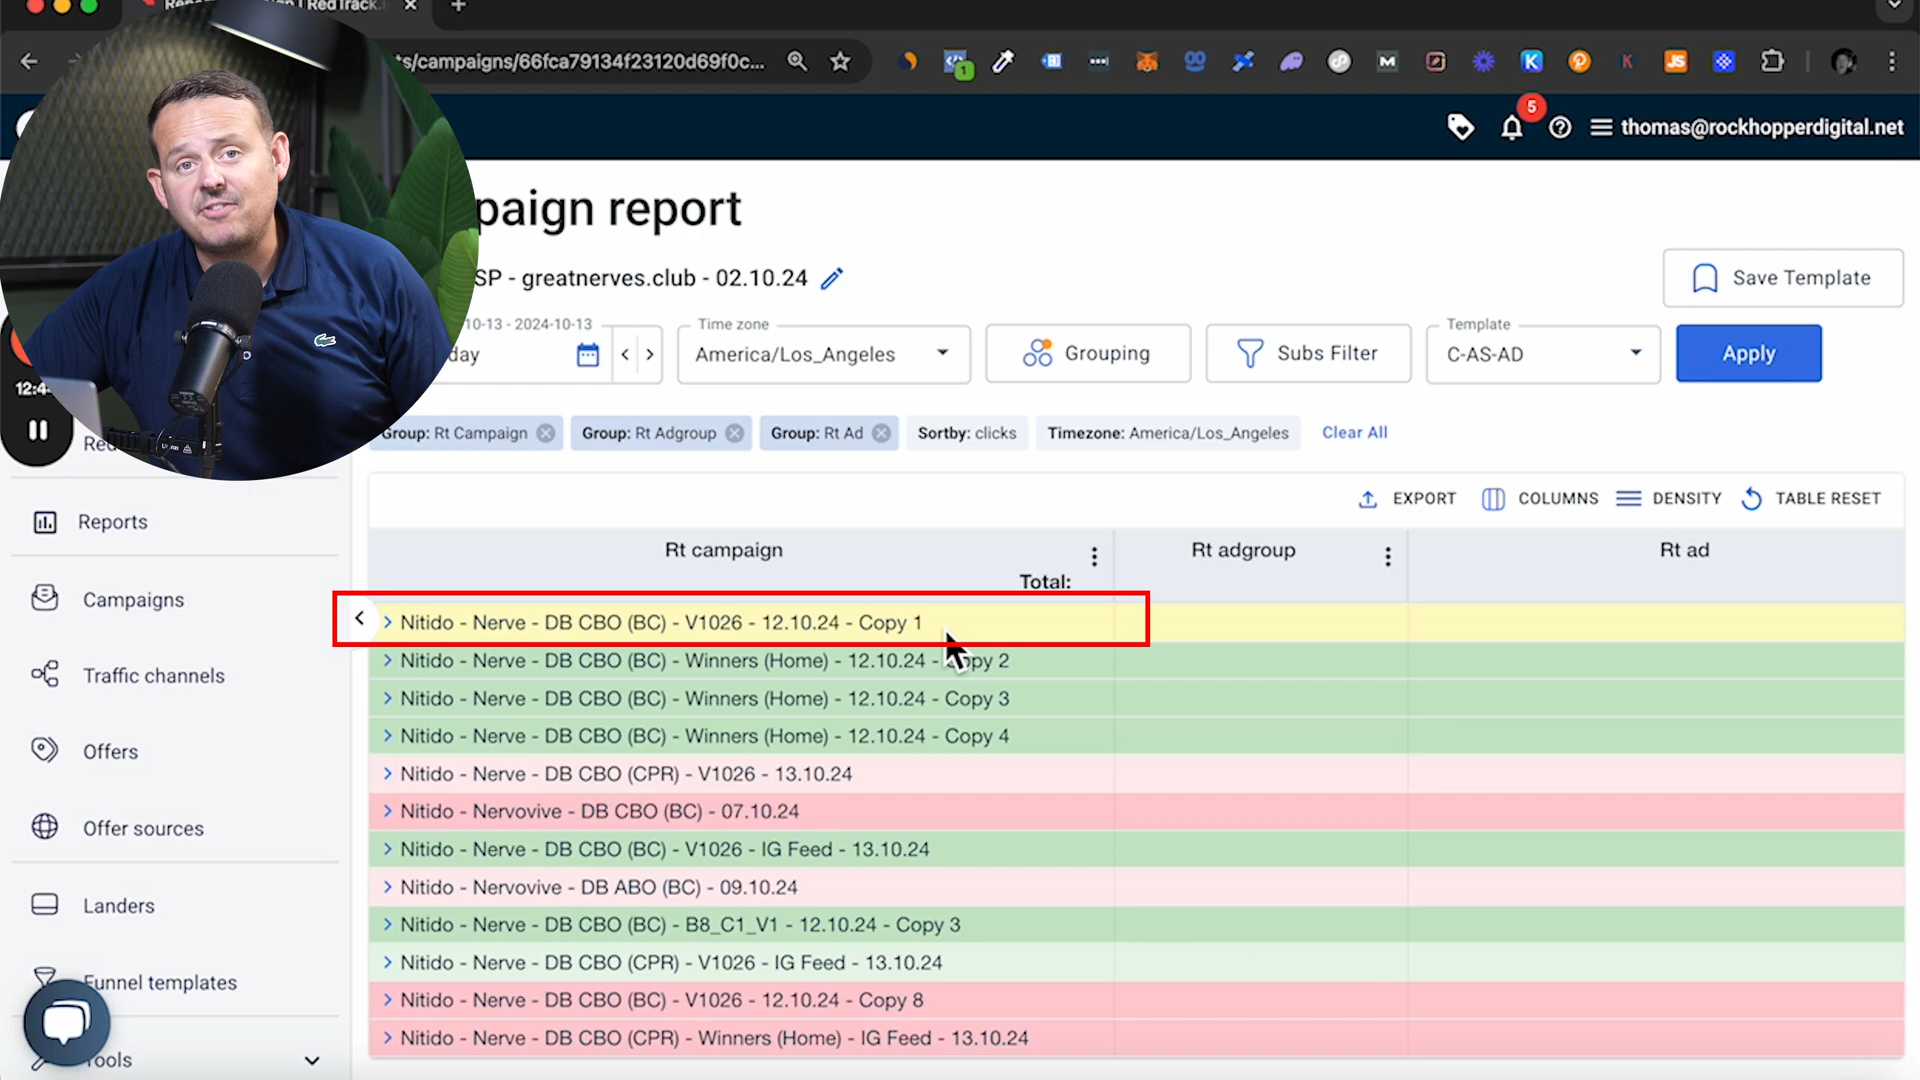 RedTrack.
ts/campaigns/66fca79134f23120d69f0c...
1
M
K
K
JS
5
thomas@rockhopperdigital.net
paign report
SP - greatnerves.club - 02.10.24
Save Template
10-13 - 2024-10-13
day
Time zone
America/Los_Angeles
Grouping
Subs Filter
Template
C-AS-AD
Apply
12:4
Group: Rt Campaign
Group: Rt Adgroup
Group: Rt Ad
Sortby: clicks
Timezone: America/Los_Angeles
Clear All
Red
Reports
Campaigns
Traffic channels
Offers
Offer sources
Landers
Funnel templates
Tools
EXPORT
COLUMNS
DENSITY
TABLE RESET
Rt campaign
Rt adgroup
Rt ad
Total:
Nitido - Nerve - DB CBO (BC) - V1026 - 12.10.24 - Copy 1
Nitido - Nerve - DB CBO (BC) - Winners (Home) - 12.10.24 - Copy 2
Nitido - Nerve - DB CBO (BC) - Winners (Home) - 12.10.24 - Copy 3
Nitido - Nerve - DB CBO (BC) - Winners (Home) - 12.10.24 - Copy 4
Nitido - Nerve - DB CBO (CPR) - V1026 - 13.10.24
Nitido - Nervovive - DB CBO (BC) - 07.10.24
Nitido - Nerve - DB CBO (BC) - V1026 - IG Feed - 13.10.24
Nitido - Nervovive - DB ABO (BC) - 09.10.24
Nitido - Nerve - DB CBO (BC) - B8_C1_V1 - 12.10.24 - Copy 3
Nitido - Nerve - DB CBO (CPR) - V1026 - IG Feed - 13.10.24
Nitido - Nerve - DB CBO (BC) - V1026 - 12.10.24 - Copy 8
Nitido - Nerve - DB CBO (CPR) - Winners (Home) - IG Feed - 13.10.24